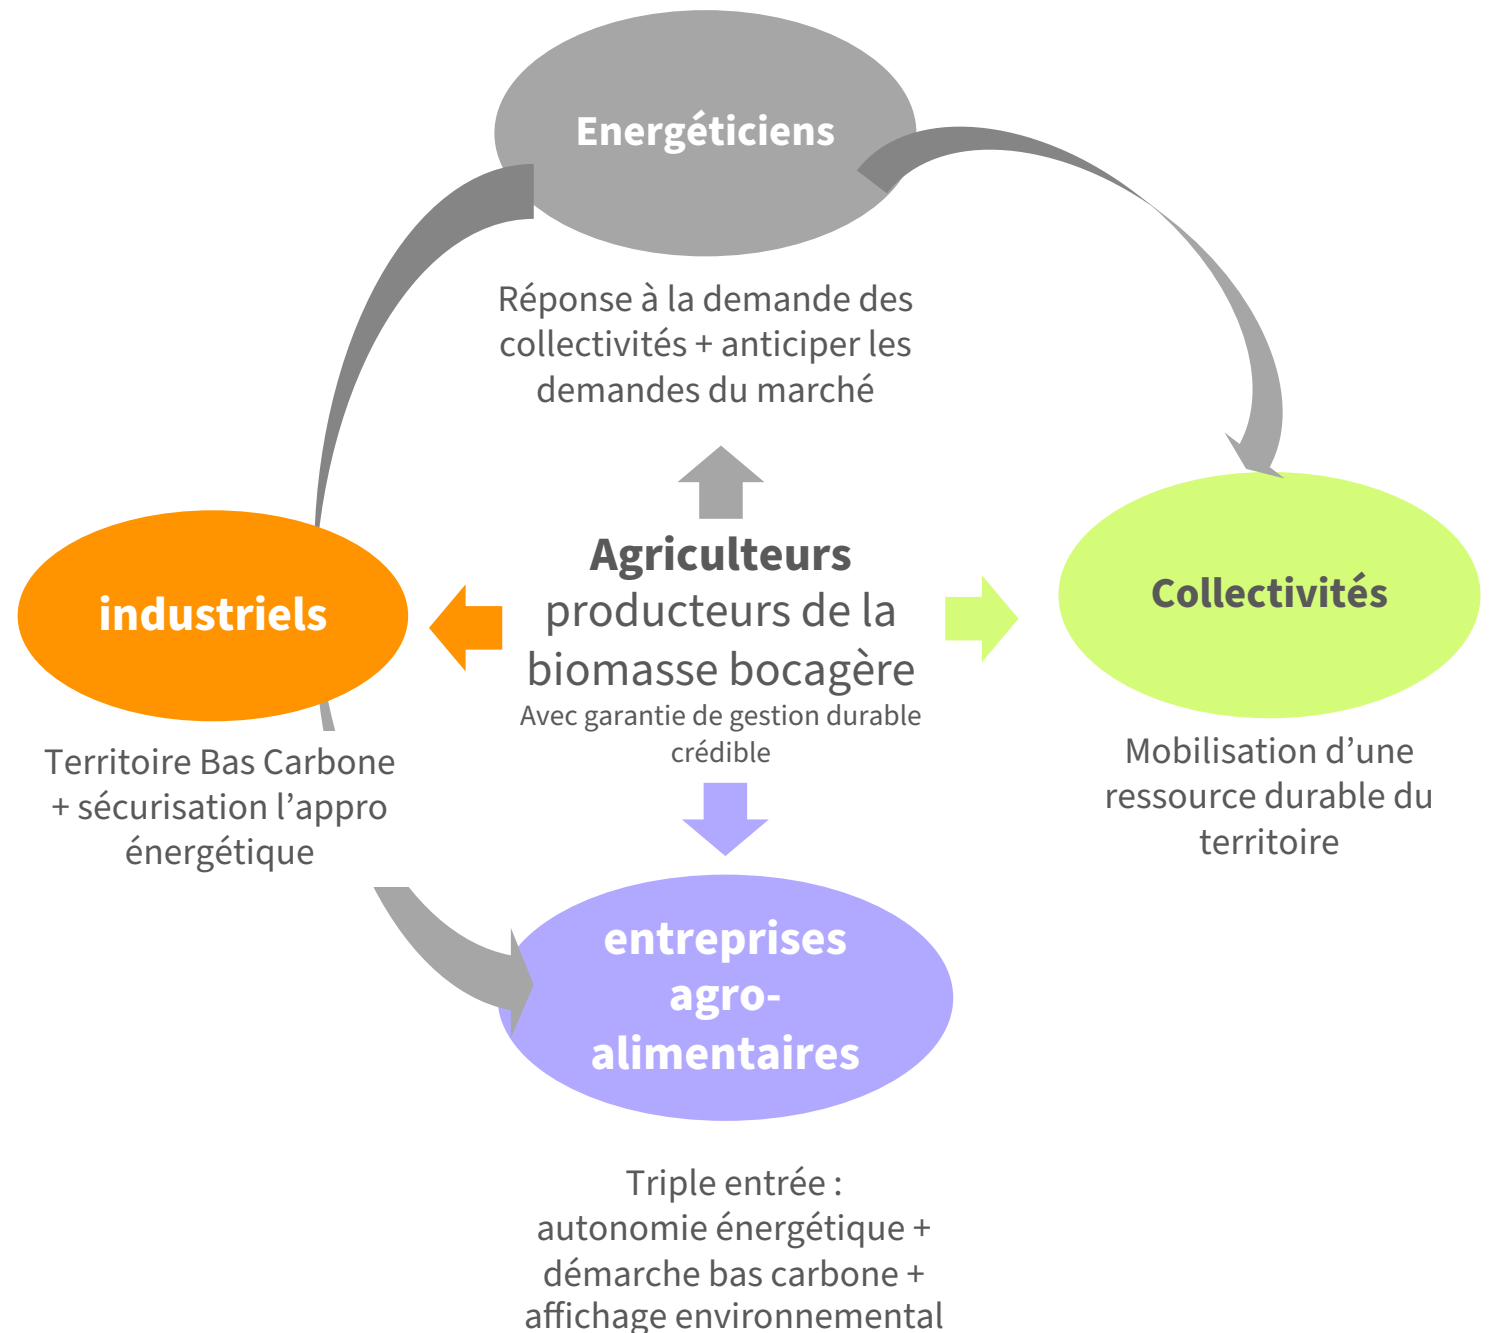 Energéticiens
Réponse à la demande des
collectivités + anticiper les
demandes du marché
industriels
Territoire Bas Carbone
+ sécurisation l’appro
énergétique
Agriculteurs
producteurs de la
biomasse bocagère
Avec garantie de gestion durable
crédible
Collectivités
Mobilisation d’une
ressource durable du
territoire
entreprises
agro-
alimentaires
Triple entrée :
autonomie énergétique +
démarche bas carbone +
affichage environnemental